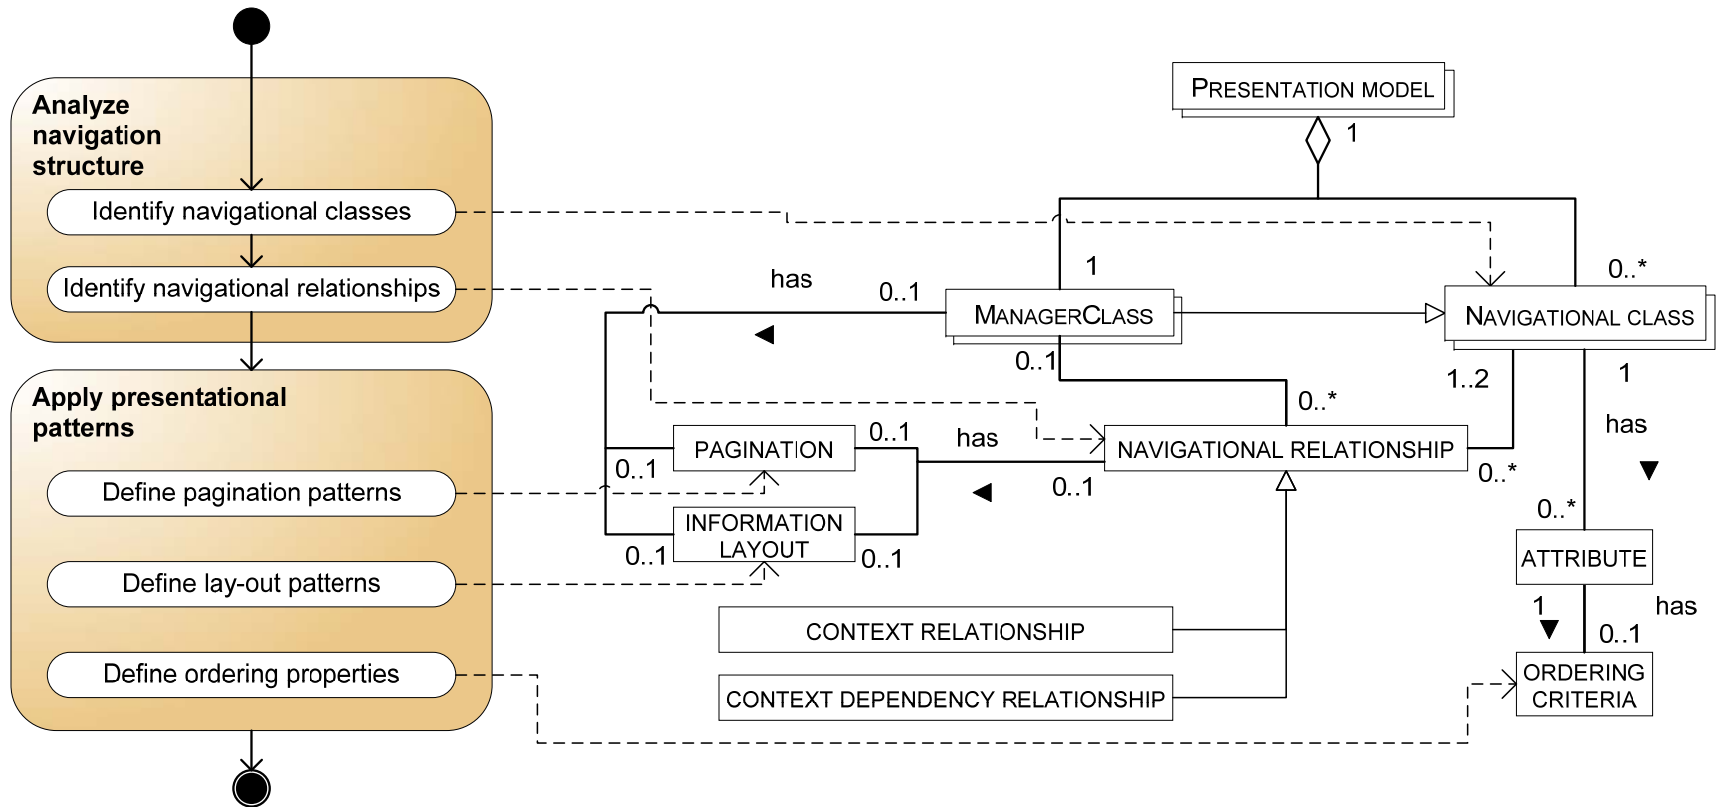 Analyze
navigation
structure
Identify navigational classes
Identify navigational relationships
Apply presentational
patterns
Define pagination patterns
Define lay-out patterns
Define ordering properties
PRESENTATION MODEL
1
1
0..*
has
0..1
MANAGERCLASS
NAVIGATIONAL CLASS
0..1
1..2
1
0..*
has
PAGINATION
0..1
has
NAVIGATIONAL RELATIONSHIP
0..1
0..1
0..*
INFORMATION
LAYOUT
0..1
0..1
0..*
ATTRIBUTE
1
has
0..1
CONTEXT RELATIONSHIP
CONTEXT DEPENDENCY RELATIONSHIP
ORDERING
CRITERIA